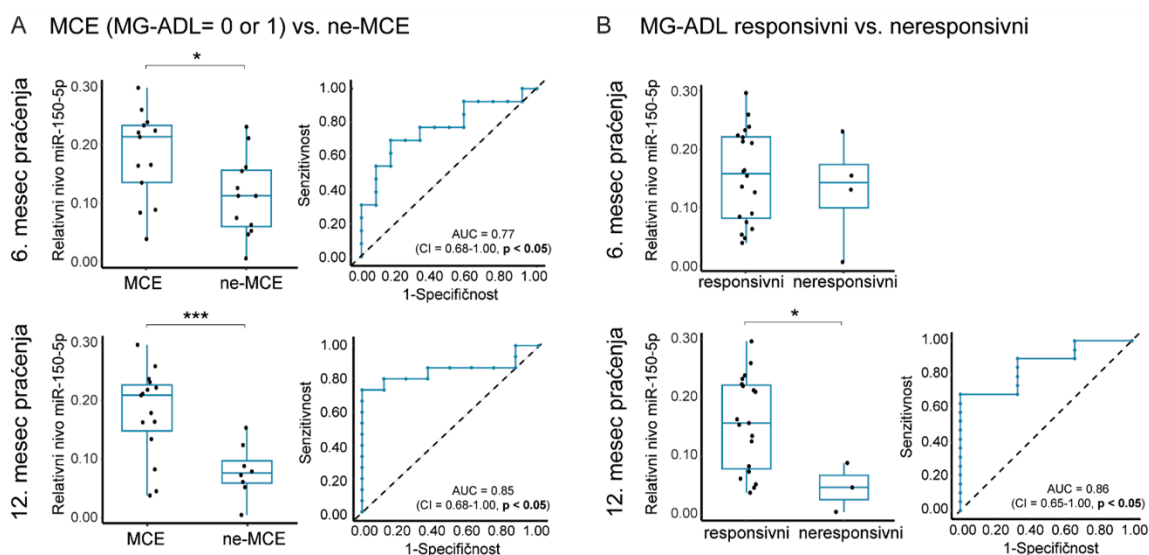 A MCE (MG-ADL= 0 or 1) vs. ne-MCE
6. mesec praćenja
Relativni nivo miR-150-5p
0.30
0.20
0.10
0.00
*
MCE ne-MCE
Senzitivnost
1.00
0.80
0.60
0.40
0.20
0.00
AUC = 0.77
(CI = 0.68-1.00, p < 0.05)
0.00 0.20 0.40 0.60 0.80 1.00
1-Specifičnost
12. mesec praćenja
Relativni nivo miR-150-5p
0.30
0.20
0.10
0.00
***
MCE ne-MCE
Senzitivnost
1.00
0.80
0.60
0.40
0.20
0.00
AUC = 0.85
(CI = 0.68-1.00, p < 0.05)
0.00 0.20 0.40 0.60 0.80 1.00
1-Specifičnost
B MG-ADL responsivni vs. neresponsivni
6. mesec praćenja
Relativni nivo miR-150-5p
0.30
0.20
0.10
0.00
responsivni neresponsivni
12. mesec praćenja
Relativni nivo miR-150-5p
0.30
0.20
0.10
0.00
*
responsivni neresponsivni
Senzitivnost
1.00
0.80
0.60
0.40
0.20
0.00
AUC = 0.86
(CI = 0.65-1.00, p < 0.05)
0.00 0.20 0.40 0.60 0.80 1.00
1-Specifičnost